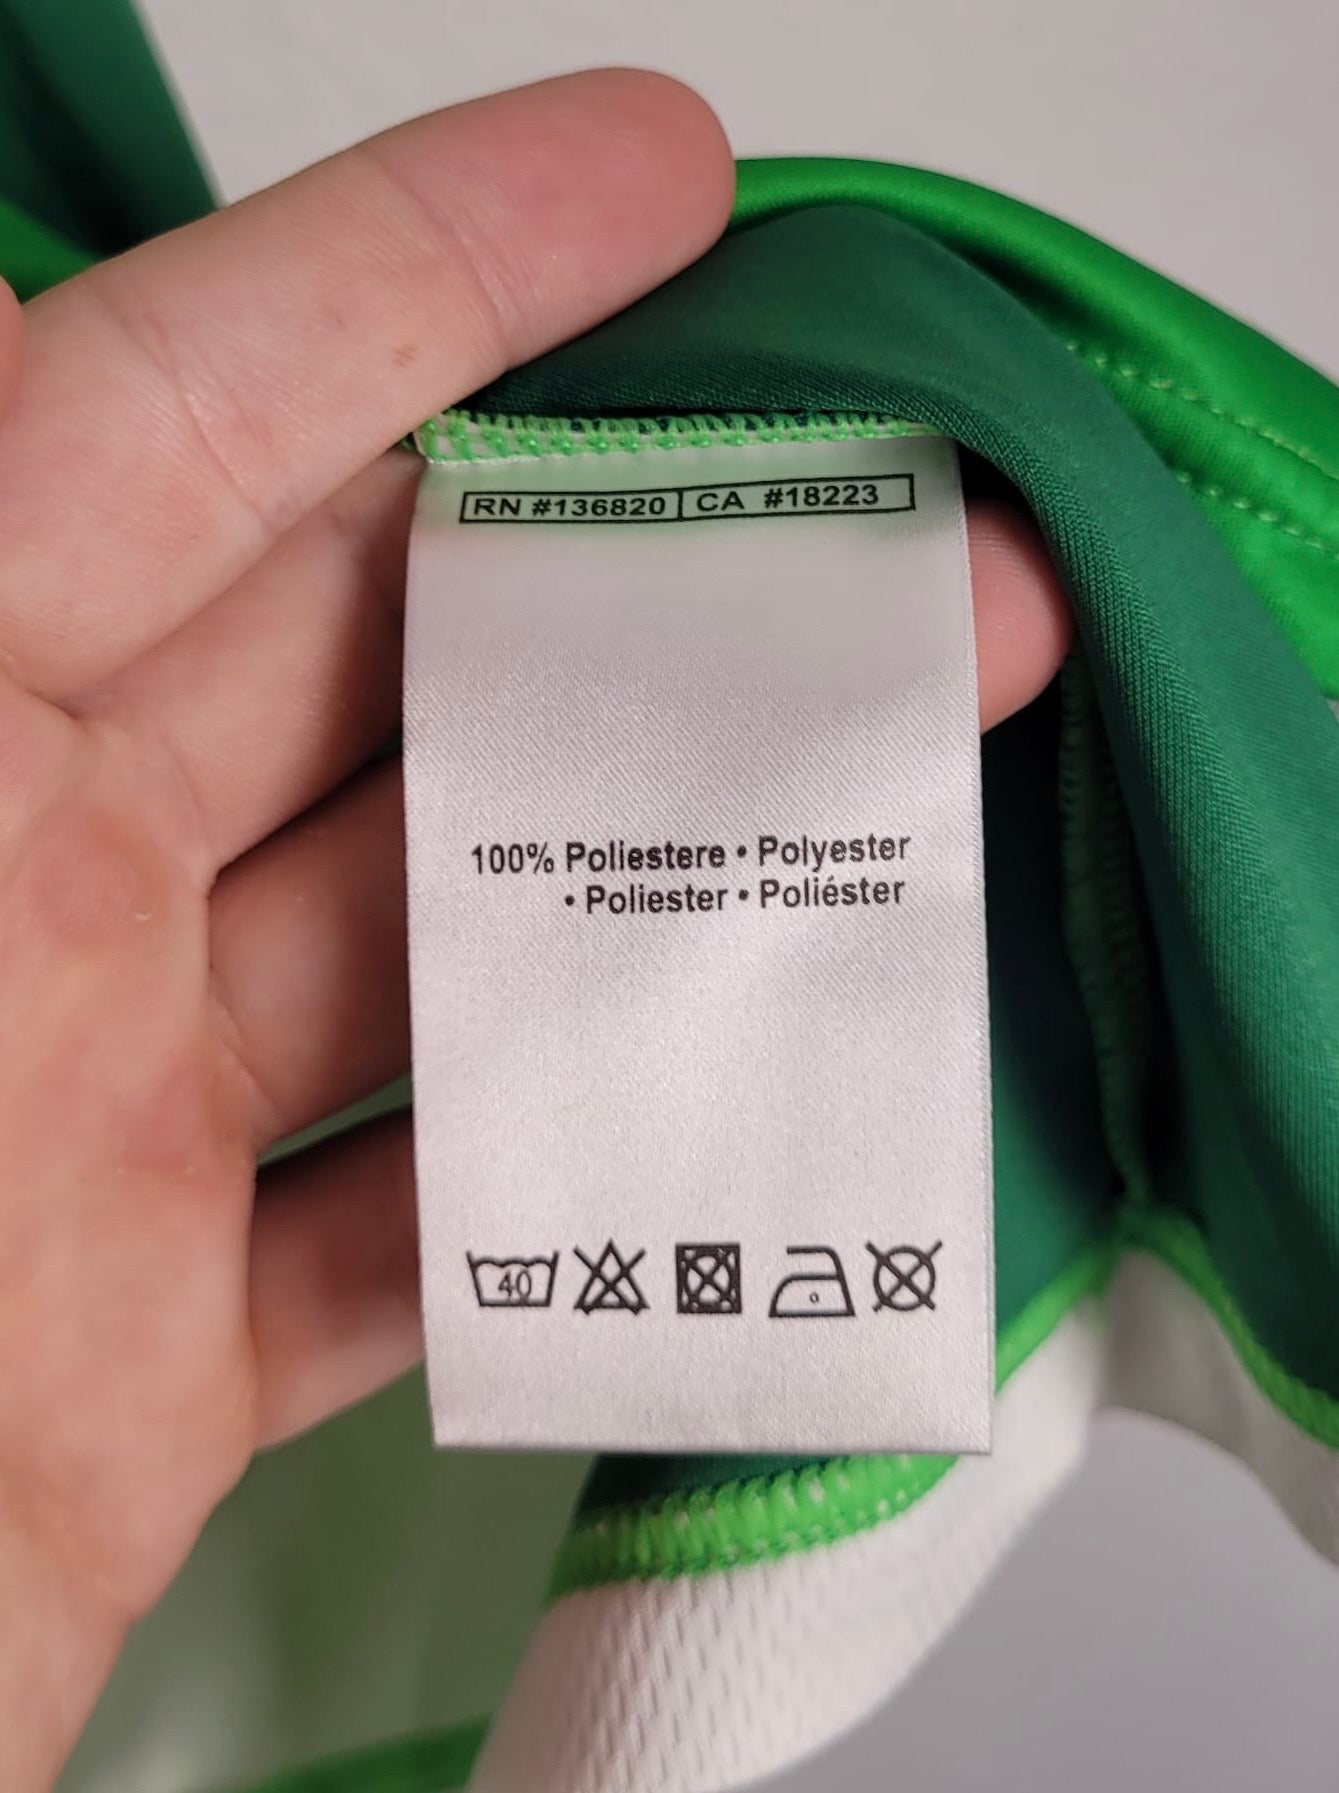 RN #136820 CA #18223
100% Poliestere • Polyester
• Poliester • Poliéster
40